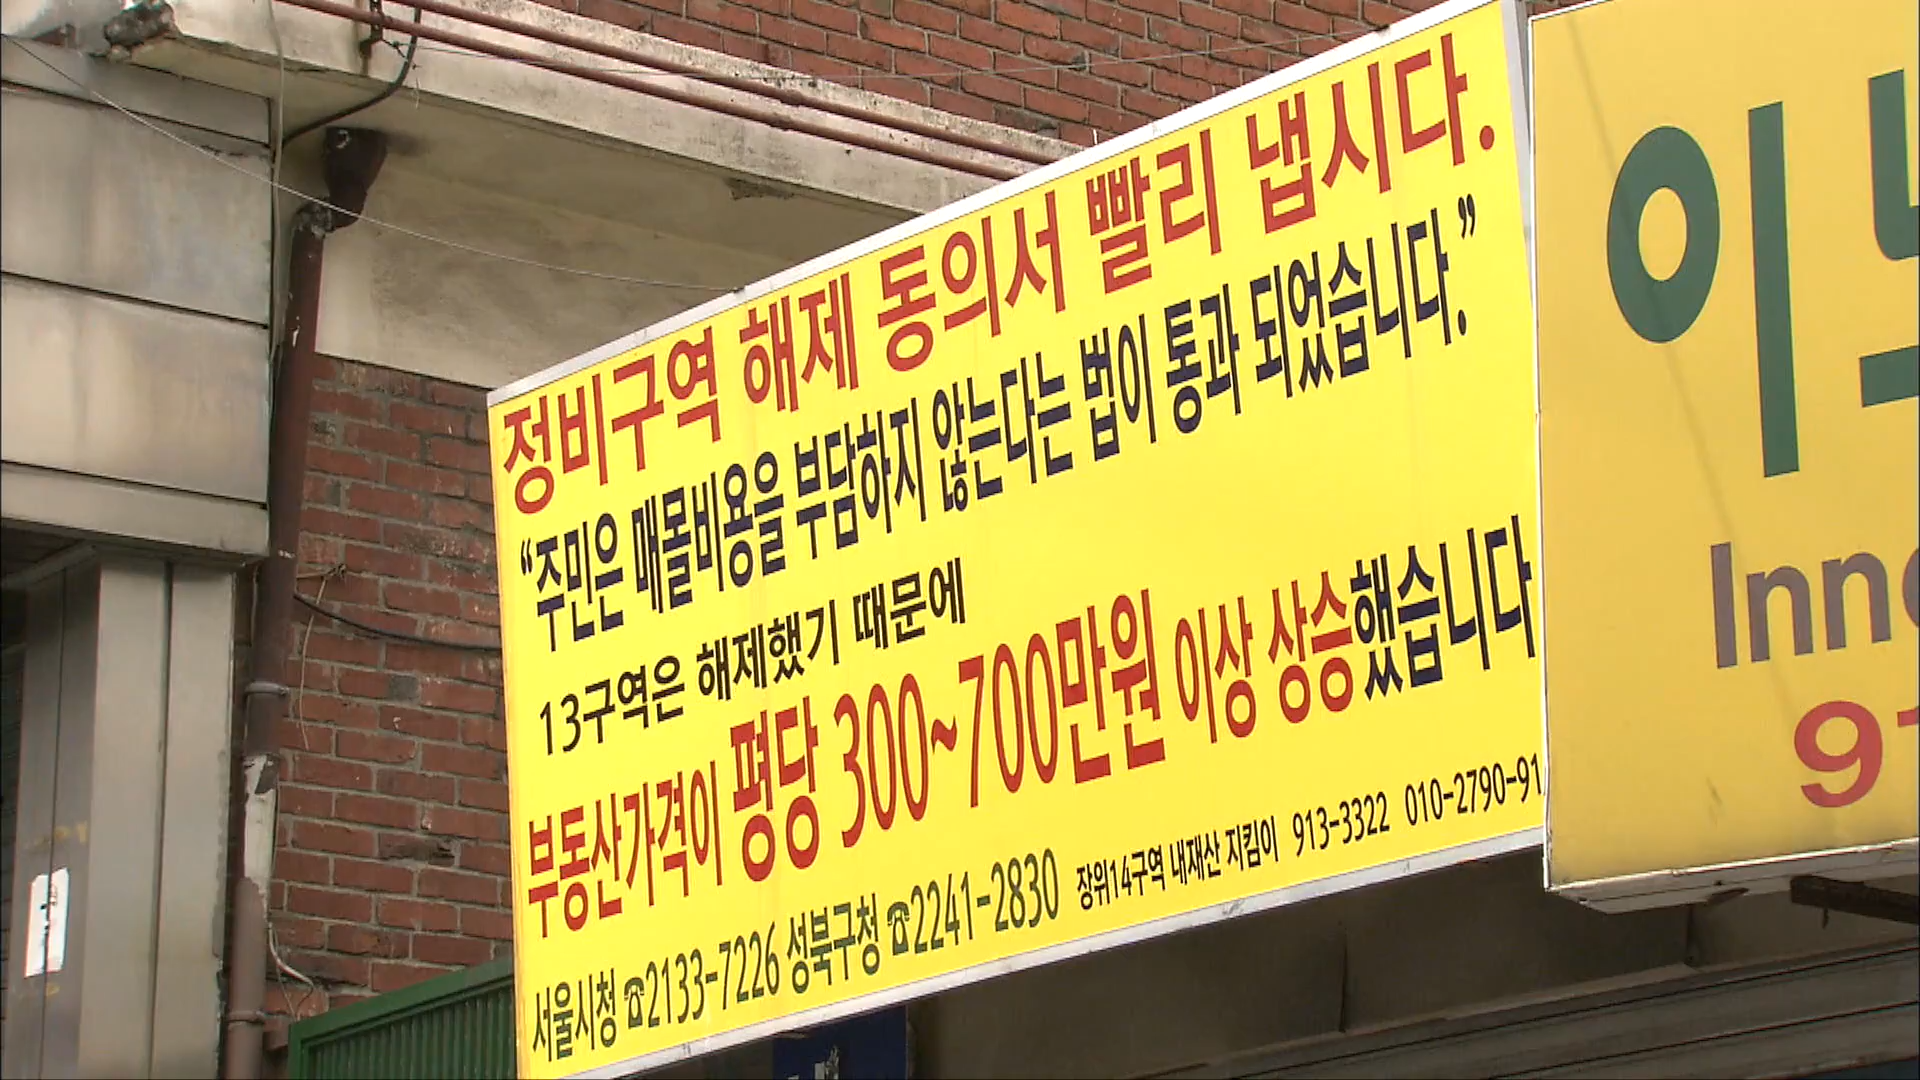 정비구역 해제 동의서 빨리 냅시다.
“주민은 매몰비용을 부담하지 않는다는 법이 통과 되었습니다.”
13구역은 해제했기 때문에
부동산가격이 평당 300~700만원 이상 상승했습니다
서울시청 ☎2133-7226 성북구청 ☎2241-2830 장위14구역 내재산 지킴이 913-3322 010-2790-91
이
Inn
9